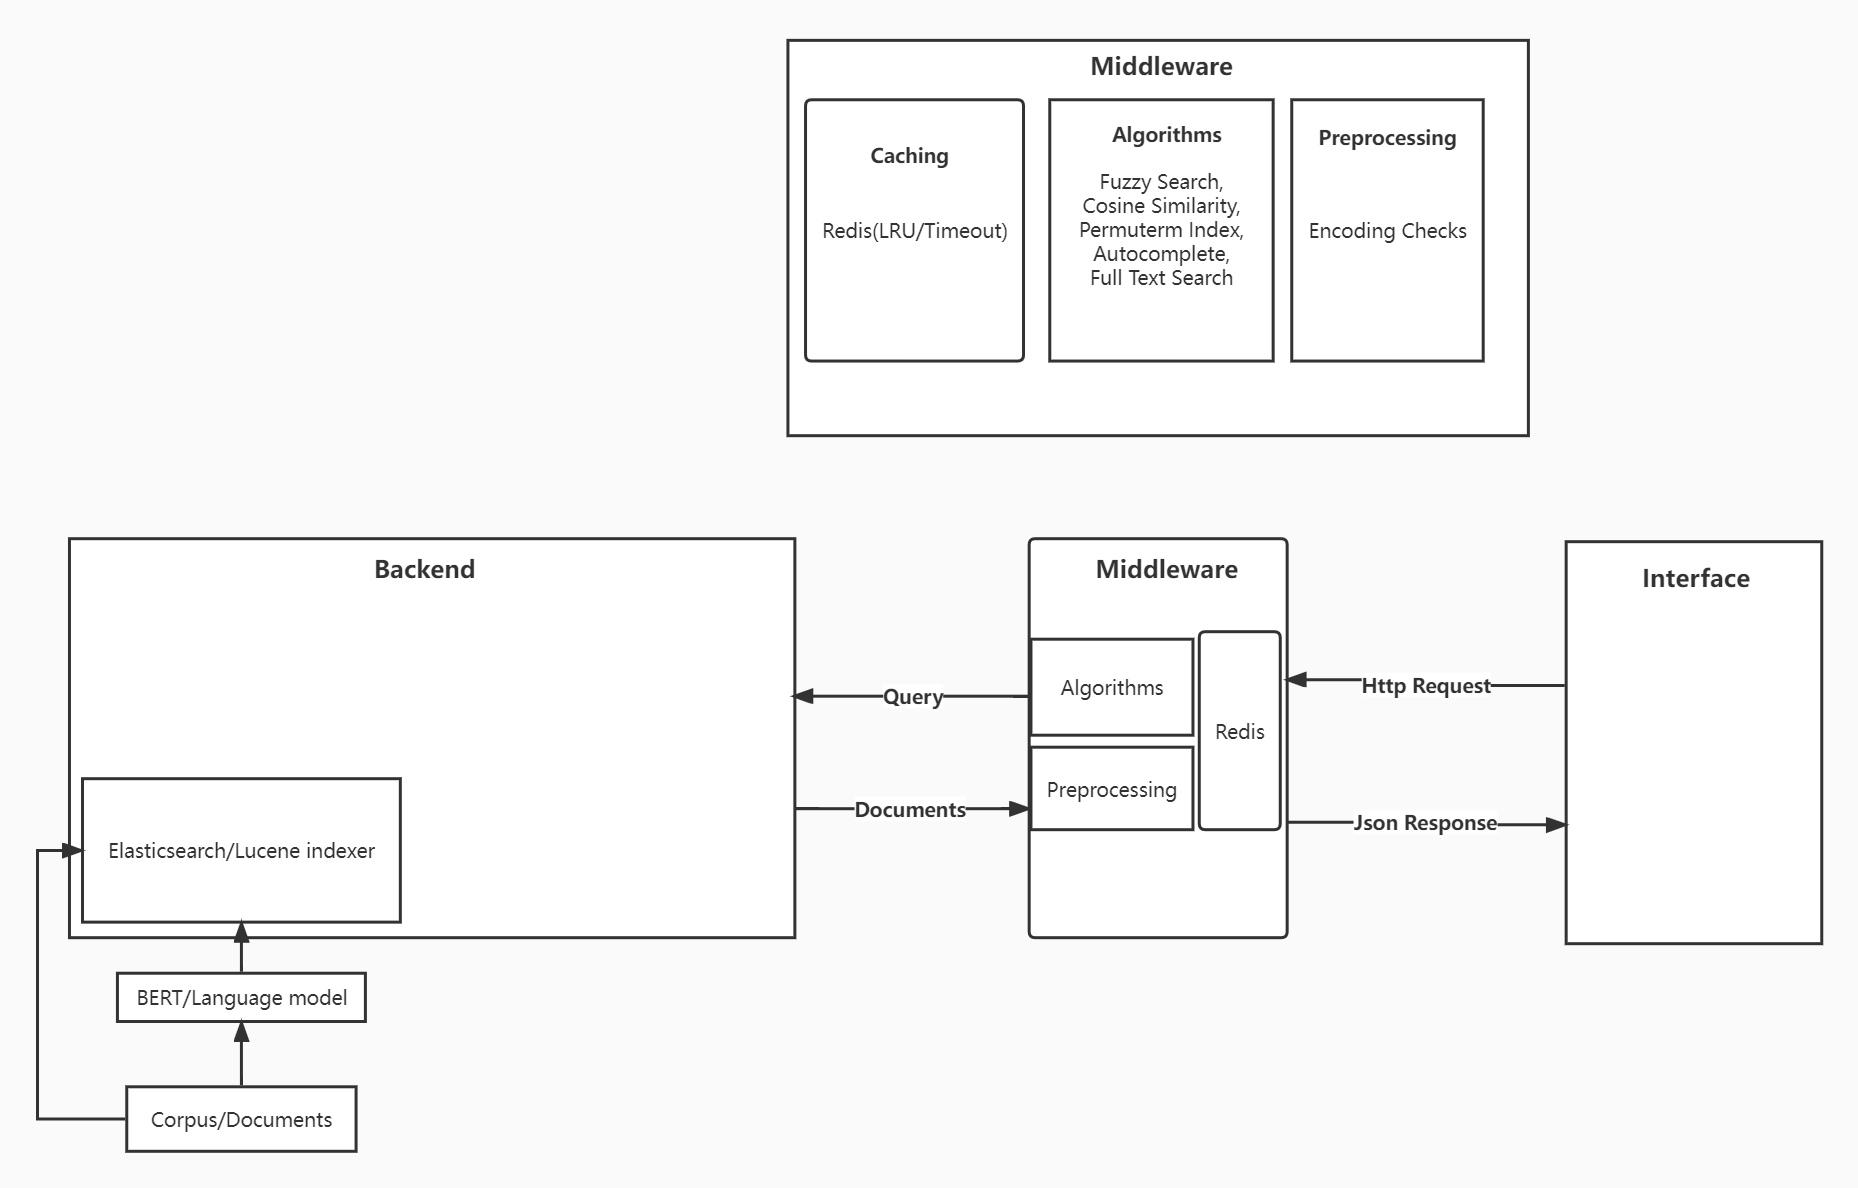 Middleware
Caching
Redis(LRU/Timeout)
Algorithms
Fuzzy Search,
Cosine Similarity,
Permuterm Index,
Autocomplete,
Full Text Search
Preprocessing
Encoding Checks
Backend
Elasticsearch/Lucene indexer
BERT/Language model
Corpus/Documents
Query
Documents
Middleware
Algorithms
Preprocessing
Redis
Http Request
Json Response
Interface